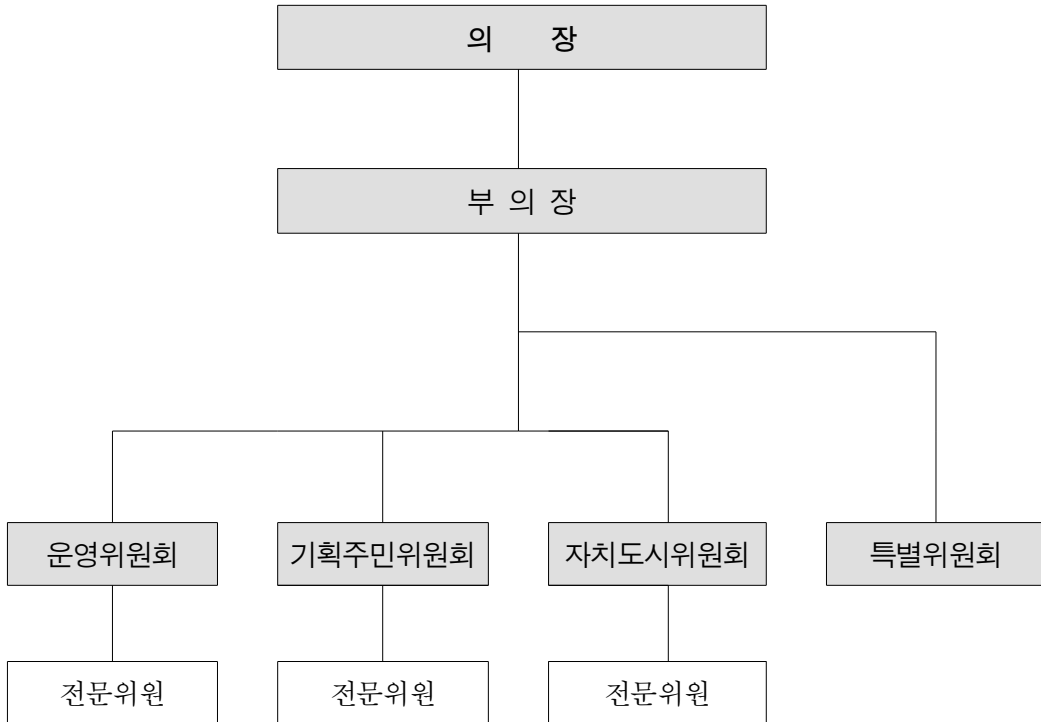 의 장
부 의 장
운영위원회
기획주민위원회
자치도시위원회
특별위원회
전문위원
전문위원
전문위원